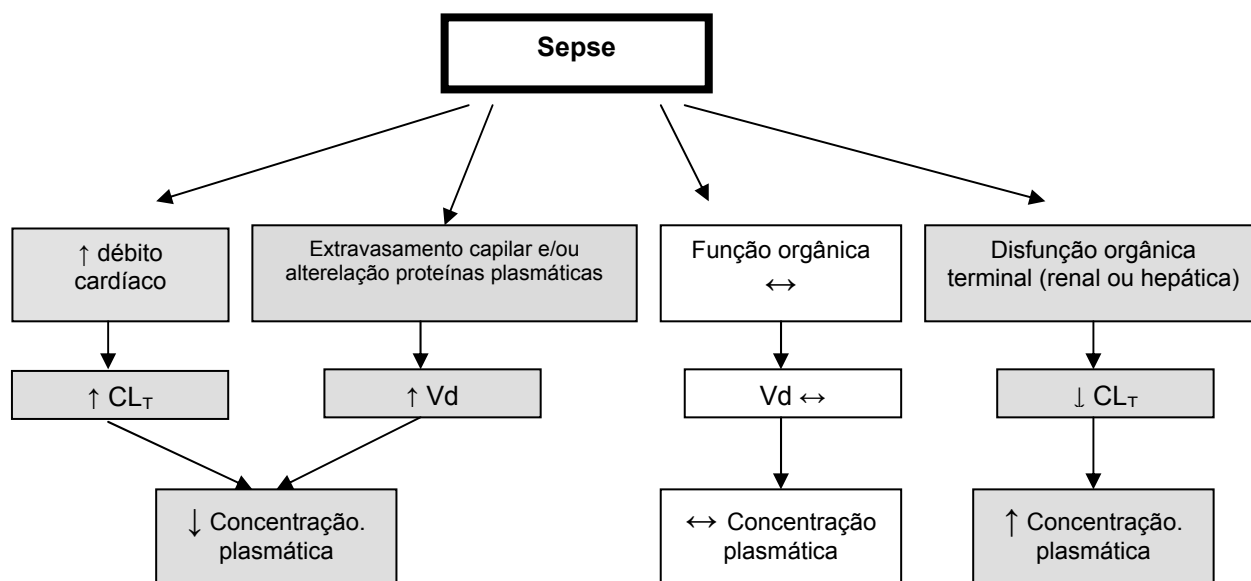 Sepse
↑ débito
cardíaco
Extravasamento capilar e/ou
alterelação proteínas plasmáticas
Função orgânica
↔
Disfunção orgânica
terminal (renal ou hepática)
↑ CLT
↑ Vd
Vd ↔
↓ CLT
↓ Concentração.
plasmática
↔ Concentração
plasmática
↑ Concentração.
plasmática